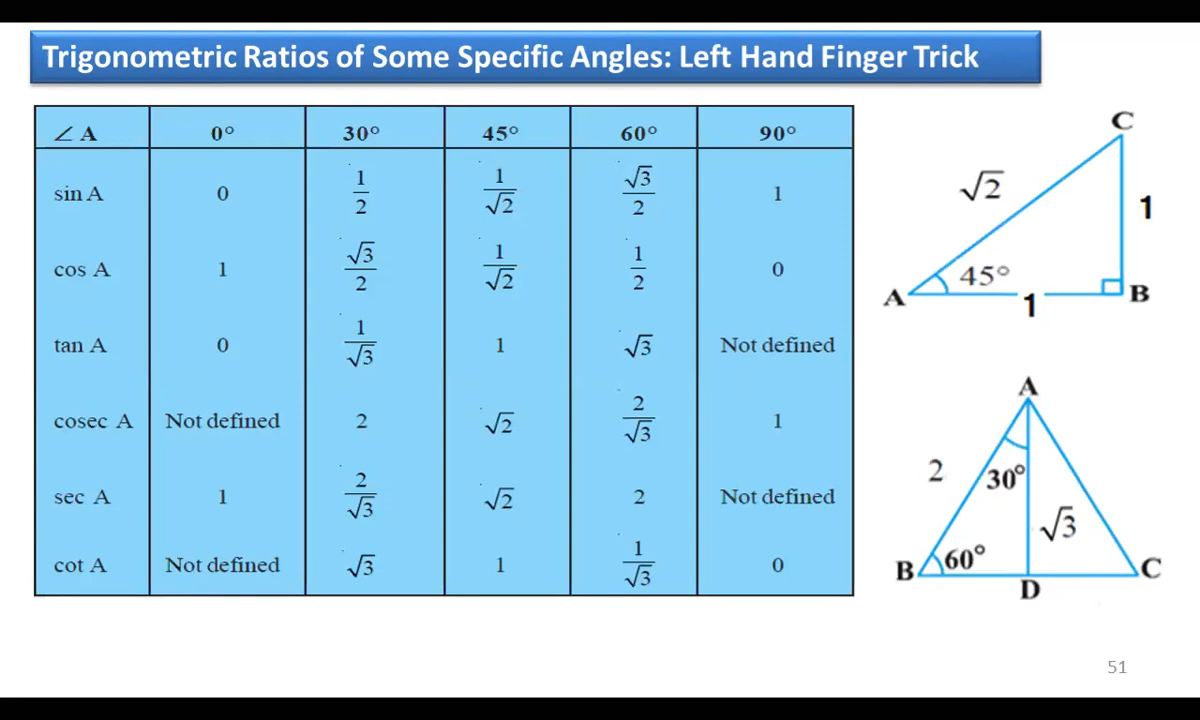 Trigonometric Ratios of Some Specific Angles: Left Hand Finger Trick
∠ A 0° 30° 45° 60° 90°
sin A 0 1/2 1/√2 √3/2 1
cos A 1 √3/2 1/√2 1/2 0
tan A 0 1/√3 1 √3 Not defined
cosec A Not defined 2 √2 2/√3 1
sec A 1 2/√3 √2 2 Not defined
cot A Not defined √3 1 1/√3 0
C
√2
1
45°
A
1
B
A
2
30°
√3
B
60°
C
D
51